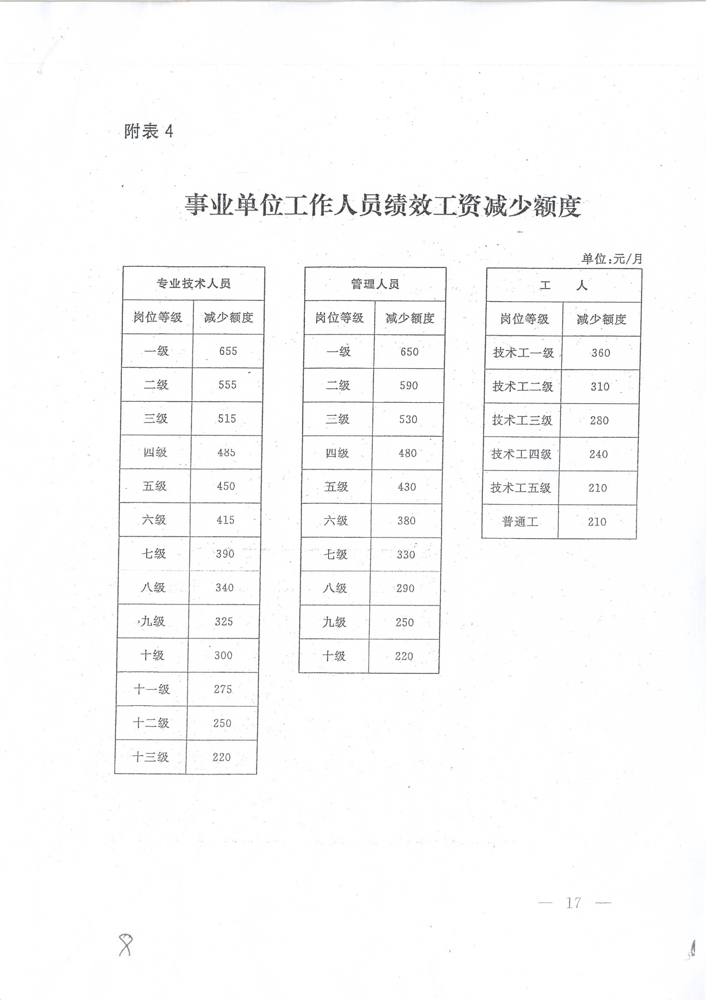 附表 4
事业单位工作人员绩效工资减少额度
单位:元/月
专业技术人员
岗位等级 减少额度
一级 655
二级 555
三级 515
四级 485
五级 450
六级 415
七级 390
八级 340
九级 325
十级 300
十一级 275
十二级 250
十三级 220
管理人员
岗位等级 减少额度
一级 650
二级 590
三级 530
四级 480
五级 430
六级 380
七级 330
八级 290
九级 250
十级 220
工 人
岗位等级 减少额度
技术工一级 360
技术工二级 310
技术工三级 280
技术工四级 240
技术工五级 210
普通工 210
— 17 —